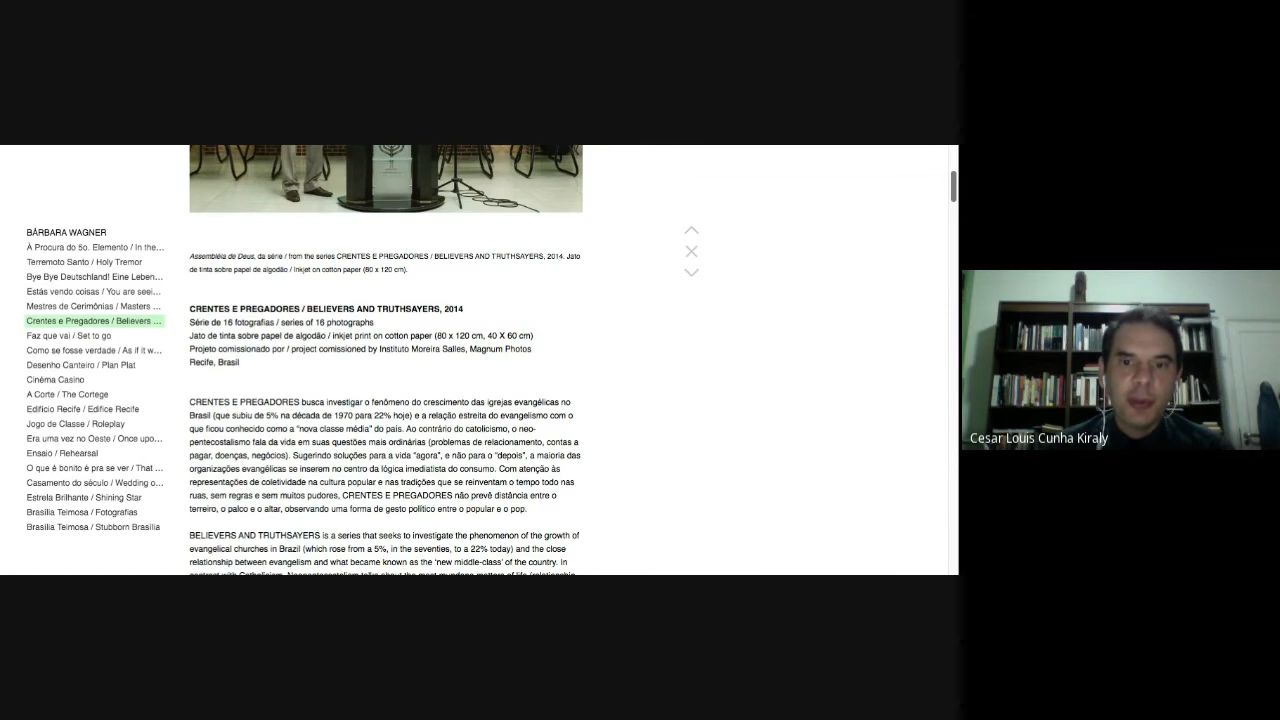 BÁRBARA WAGNER
À Procura do 5o. Elemento / In the...
Terremoto Santo / Holy Tremor
Bye Bye Deutschland! Eine Leben...
Estás vendo coisas / You are seei...
Mestres de Cerimônias / Masters ...
Crentes e Pregadores / Believers ...
Faz que vai / Set to go
Como se fosse verdade / As if it w...
Desenho Canteiro / Plan Plat
Cinéma Casino
A Corte / The Cortege
Edifício Recife / Edifice Recife
Jogo de Classe / Roleplay
Era uma vez no Oeste / Once upo...
Ensaio / Rehearsal
O que é bonito é pra se ver / That ...
Casamento do século / Wedding o...
Estrela Brilhante / Shining Star
Brasília Teimosa / Fotografias
Brasília Teimosa / Stubborn Brasília
Assembléia de Deus, da série / from the series CRENTES E PREGADORES / BELIEVERS AND TRUTHSAYERS, 2014. Jato
de tinta sobre papel de algodão / Inkjet on cotton paper (80 x 120 cm).
CRENTES E PREGADORES / BELIEVERS AND TRUTHSAYERS, 2014
Série de 16 fotografias / series of 16 photographs
Jato de tinta sobre papel de algodão / inkjet print on cotton paper (80 x 120 cm, 40 X 60 cm)
Projeto comissionado por / project comissioned by Instituto Moreira Salles, Magnum Photos
Recife, Brasil
CRENTES E PREGADORES busca investigar o fenômeno do crescimento das igrejas evangélicas no
Brasil (que subiu de 5% na década de 1970 para 22% hoje) e a relação estreita do evangelismo com o
que ficou conhecido como a “nova classe média” do país. Ao contrário do catolicismo, o neo-
pentecostalismo fala da vida em suas questões mais ordinárias (problemas de relacionamento, contas a
pagar, doenças, negócios). Sugerindo soluções para a vida “agora”, e não para o “depois”, a maioria das
organizações evangélicas se inserem no centro da lógica imediatista do consumo. Com atenção às
representações de coletividade na cultura popular e nas tradições que se reinventam o tempo todo nas
ruas, sem regras e sem muitos pudores, CRENTES E PREGADORES não prevê distância entre o
terreiro, o palco e o altar, observando uma forma de gesto político entre o popular e o pop.
BELIEVERS AND TRUTHSAYERS is a series that seeks to investigate the phenomenon of the growth of
evangelical churches in Brazil (which rose from a 5%, in the seventies, to a 22% today) and the close
relationship between evangelism and what became known as the 'new middle-class' of the country. In
contrast with Catholicism, Neopentecostalism talks about the most mundane matters of life (relationship
Cesar Louis Cunha Kiraly